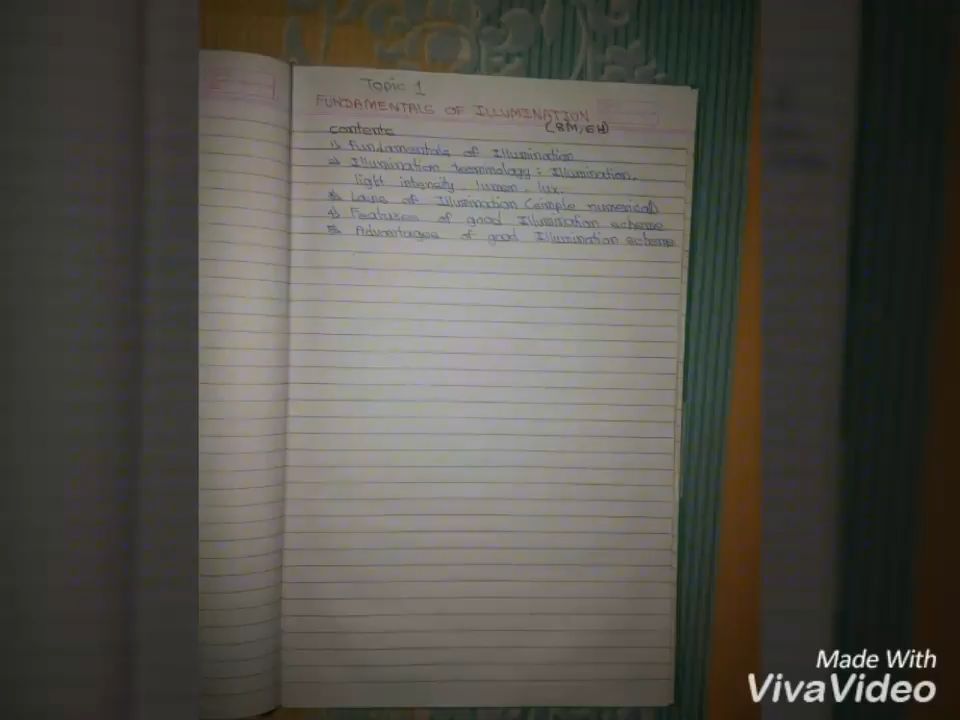 Topic 1
FUNDAMENTALS OF ILLUMINATION
(8M, 6H)
contents
1) Fundamentals of Illumination
2) Illumination terminology: Illumination,
light intensity, lumen, lux.
3) Laws of Illumination (simple numerical)
4) Features of good Illumination scheme
5) Advantages of good Illumination scheme
Made With
VivaVideo